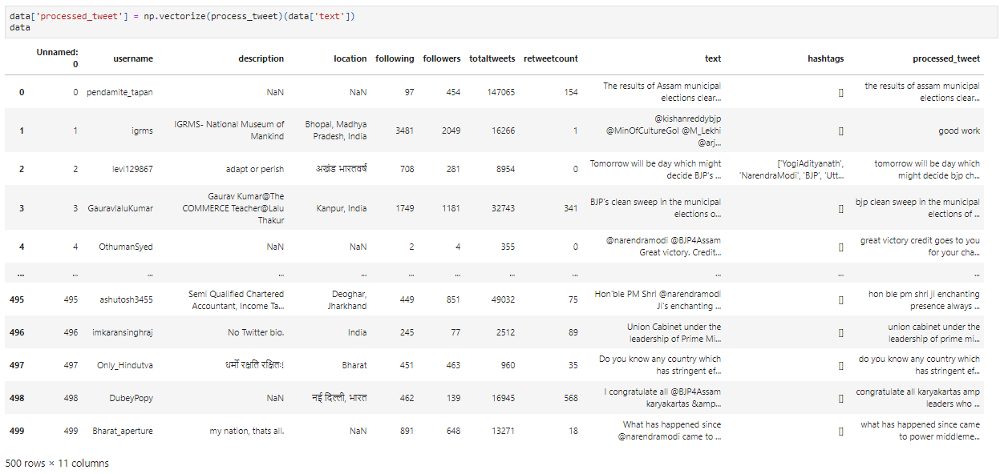 data['processed_tweet'] = np.vectorize(process_tweet)(data['text'])
data
Unnamed: 0 username description location following followers totaltweets retweetcount text hashtags processed_tweet
0 0 pendamite_tapan NaN NaN 97 454 147065 154 The results of Assam municipal elections clear... [] the results of assam municipal elections clear...
1 1 igrms IGRMS- National Museum of Mankind Bhopal, Madhya Pradesh, India 3481 2049 16266 1 @kishanreddybjp @MinOfCultureGoI @M_Lekhi @arj... [] good work
2 2 levi129867 adapt or perish अखंड भारतवर्ष 708 281 8954 0 Tomorrow will be day which might decide BJP's ... ['YogiAdityanath', 'NarendraModi', 'BJP', 'Utt... tomorrow will be day which might decide bjp ch...
3 3 GauravlaluKumar Gaurav Kumar@The COMMERCE Teacher@Lalu Thakur Kanpur, India 1749 1181 32743 341 BJP's clean sweep in the municipal elections o... [] bjp clean sweep in the municipal elections of ...
4 4 OthumanSyed NaN NaN 2 4 355 0 @narendramodi @BJP4Assam Great victory. Credit... [] great victory credit goes to you for your cha...
... ... ... ... ... ... ... ... ... ... ... ...
495 495 ashutosh3455 Semi Qualified Chartered Accountant, Income Ta... Deoghar, Jharkhand 449 851 49032 75 Hon'ble PM Shri @narendramodi Ji's enchanting ... [] hon ble pm shri ji enchanting presence always ...
496 496 imkaransinghraj No Twitter bio. India 245 77 2512 89 Union Cabinet under the leadership of Prime Mi... [] union cabinet under the leadership of prime mi...
497 497 Only_Hindutva धर्मो रक्षति रक्षितः! Bharat 451 463 960 35 Do you know any country which has stringent ef... [] do you know any country which has stringent ef...
498 498 DubeyPopy NaN नई दिल्ली, भारत 462 139 16945 568 I congratulate all @BJP4Assam karyakartas &amp... [] congratulate all karyakartas amp leaders who ...
499 499 Bharat_aperture my nation, thats all. NaN 891 648 13271 18 What has happened since @narendramodi came to ... [] what has happened since came to power middleme...
500 rows × 11 columns